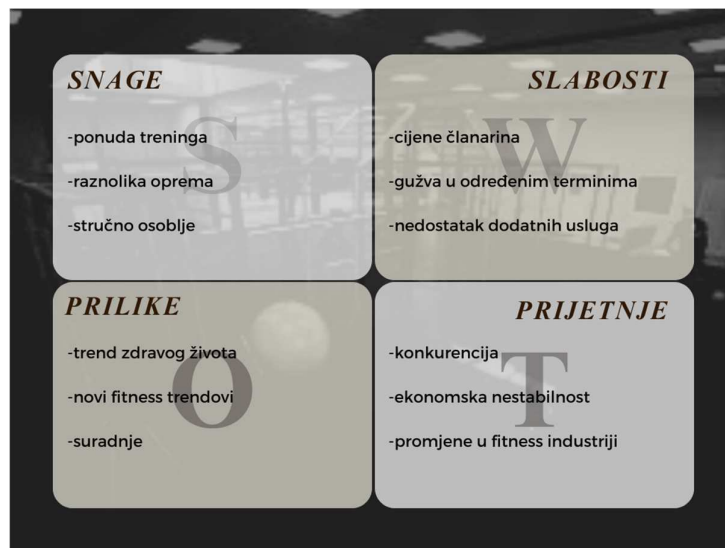 SNAGE
S
-ponuda treninga
-raznolika oprema
-stručno osoblje
SLABOSTI
W
-cijene članarina
-gužva u određenim terminima
-nedostatak dodatnih usluga
PRILIKE
O
-trend zdravog života
-novi fitness trendovi
-suradnje
PRIJETNJE
T
-konkurencija
-ekonomska nestabilnost
-promjene u fitness industriji